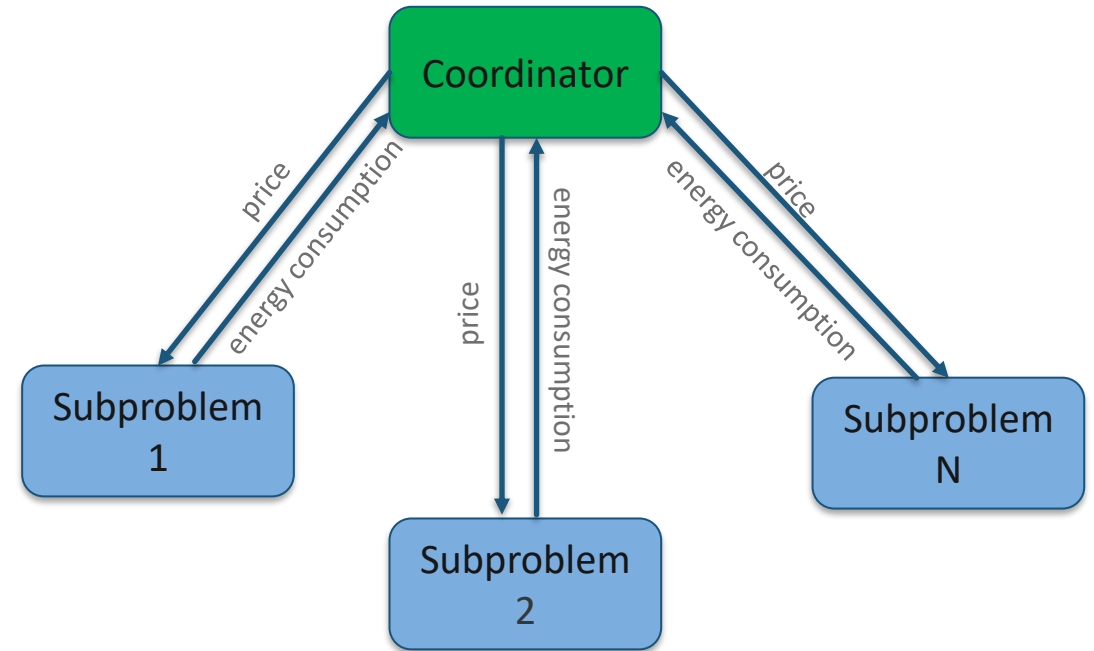 Coordinator
price
energy consumption
price
energy consumption
energy consumption
price
Subproblem
1
Subproblem
2
Subproblem
N